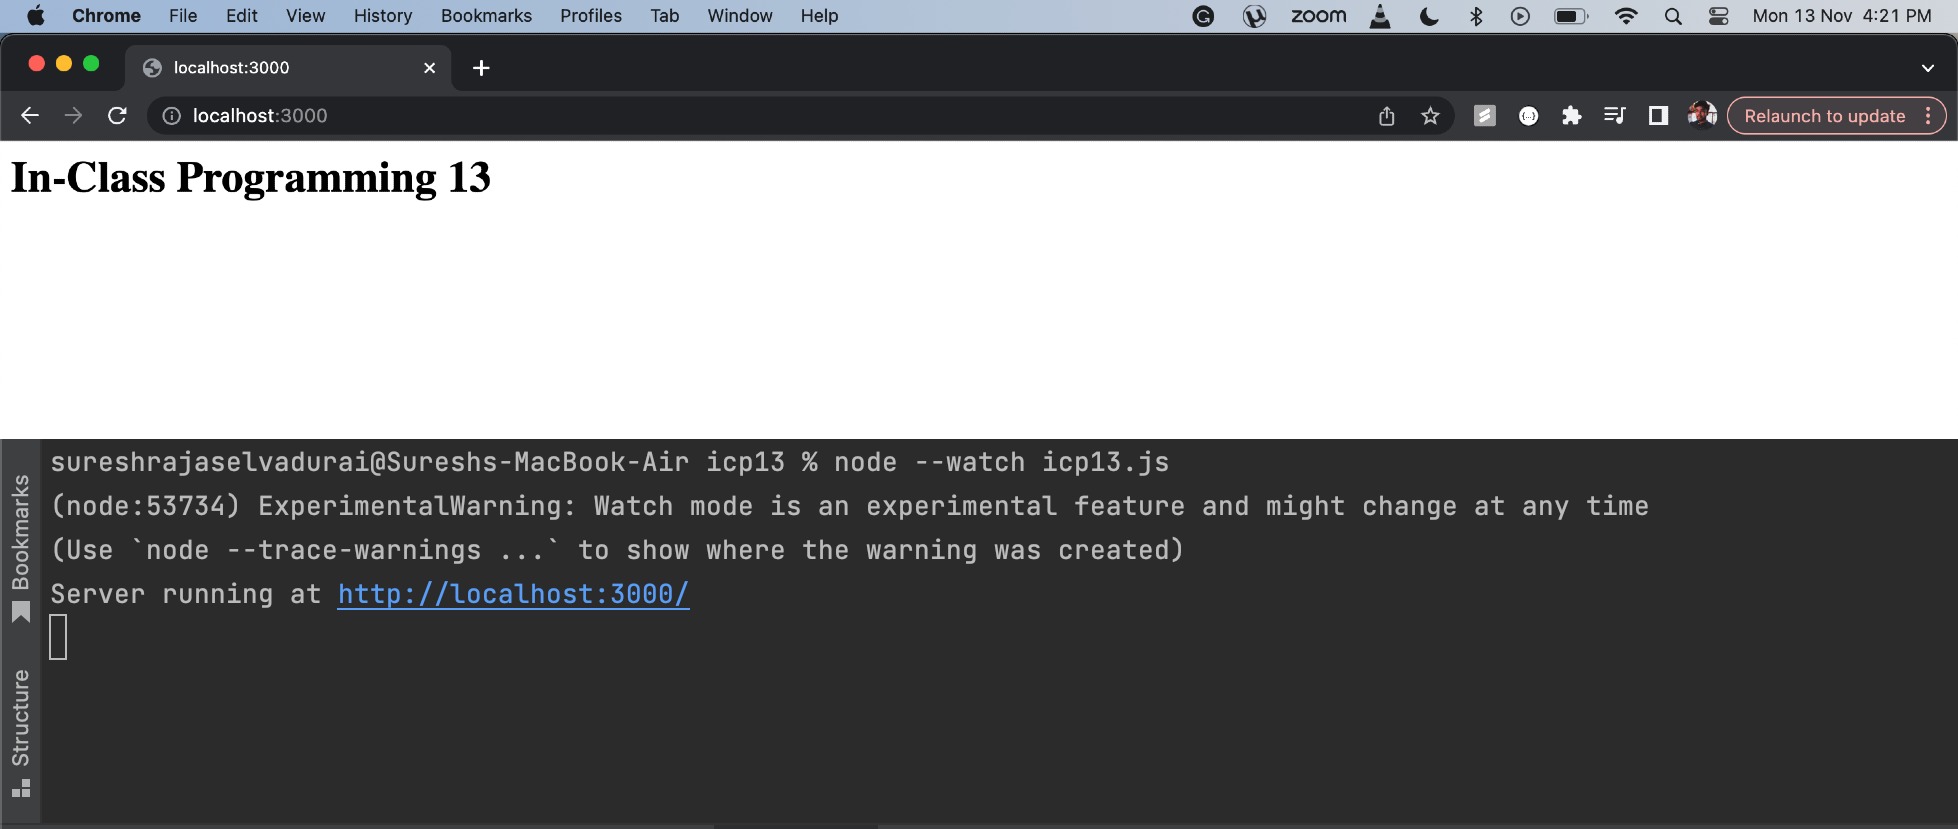 Chrome File Edit View History Bookmarks Profiles Tab Window Help zoom Mon 13 Nov 4:21 PM
localhost:3000
localhost:3000 Relaunch to update
In-Class Programming 13
sureshrajaselvadurai@Sureshs-MacBook-Air icp13 % node --watch icp13.js
(node:53734) ExperimentalWarning: Watch mode is an experimental feature and might change at any time
(Use `node --trace-warnings ...` to show where the warning was created)
Server running at http://localhost:3000/
Bookmarks
Structure